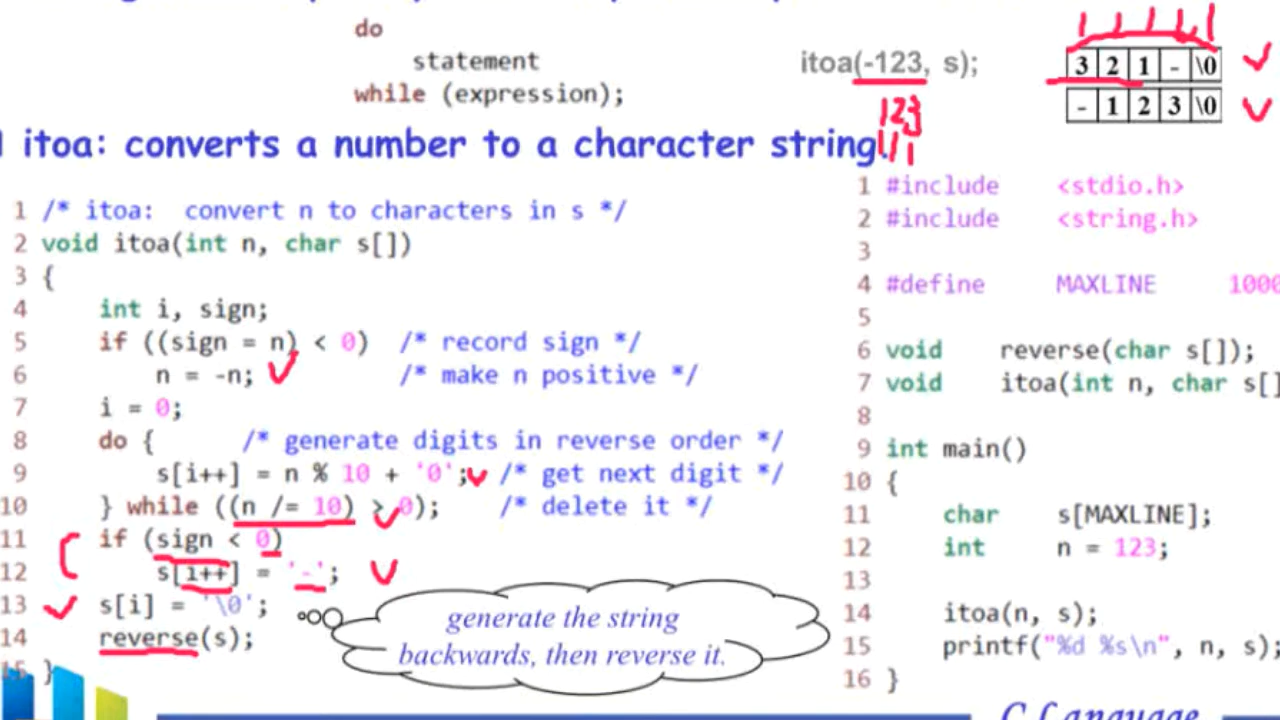 do
statement
while (expression);
itoa(-123, s);
3 2 1 - \0
- 1 2 3 \0
123
itoa: converts a number to a character string.
1 /* itoa:  convert n to characters in s */
2 void itoa(int n, char s[])
3 {
4     int i, sign;
5     if ((sign = n) < 0)  /* record sign */
6         n = -n;          /* make n positive */
7     i = 0;
8     do {      /* generate digits in reverse order */
9         s[i++] = n % 10 + '0'; /* get next digit */
10     } while ((n /= 10) > 0);    /* delete it */
11     if (sign < 0)
12         s[i++] = '-';
13     s[i] = '\0';
14     reverse(s);
15 }
generate the string
backwards, then reverse it.
1 #include    <stdio.h>
2 #include    <string.h>
3
4 #define     MAXLINE     1000
5
6 void    reverse(char s[]);
7 void    itoa(int n, char s[]
8
9 int main()
10 {
11     char    s[MAXLINE];
12     int     n = 123;
13
14     itoa(n, s);
15     printf("%d %s\n", n, s);
16 }
C Language